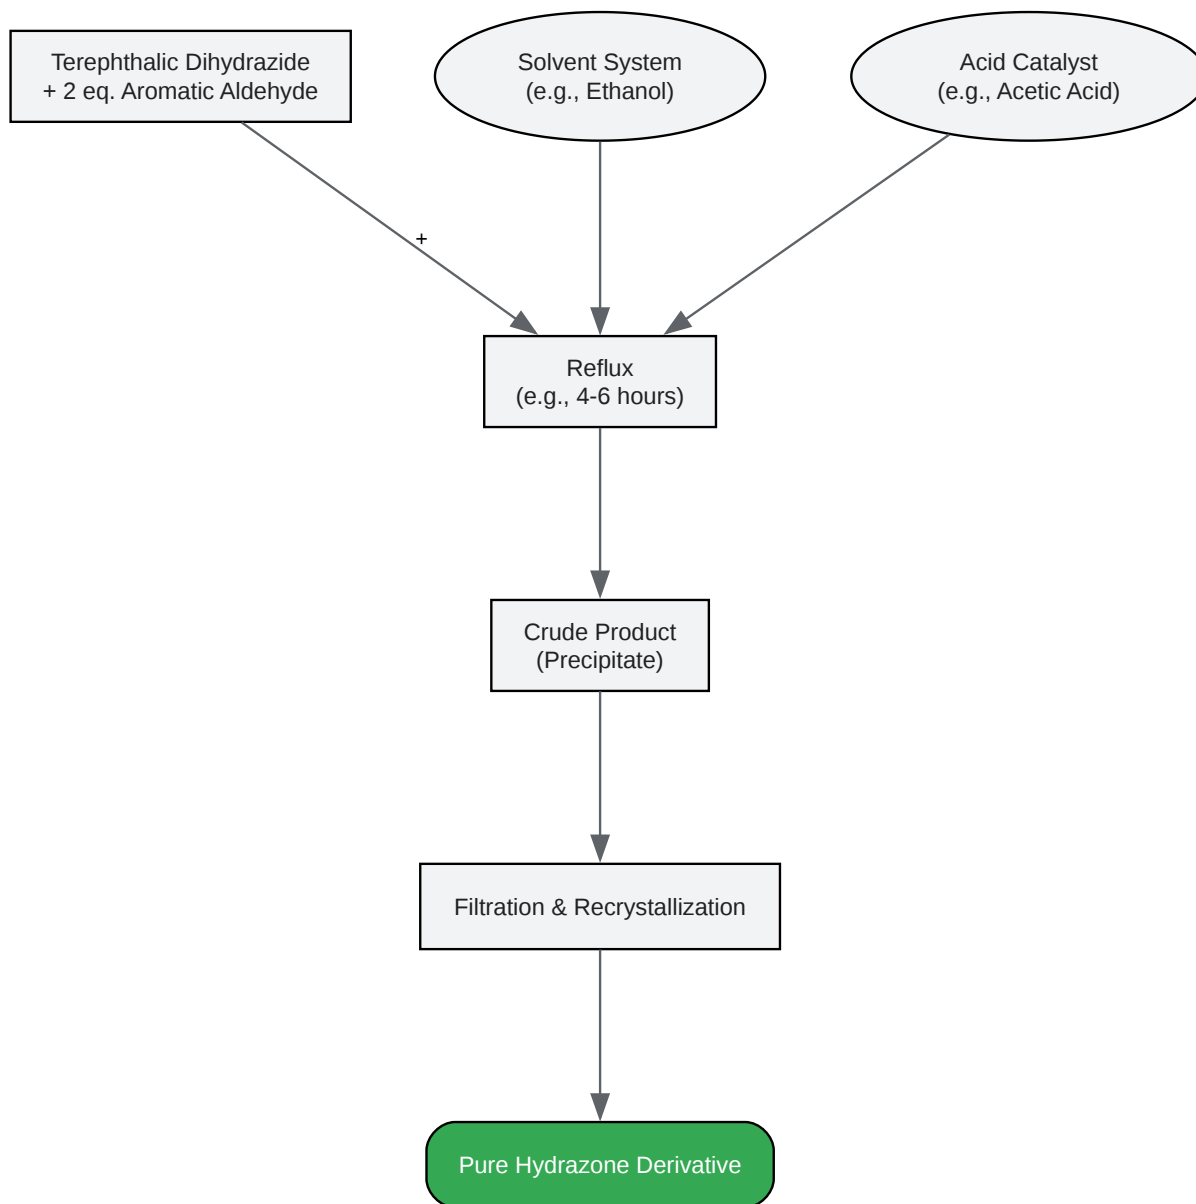 Terephthalic Dihydrazide
+ 2 eq. Aromatic Aldehyde
Solvent System
(e.g., Ethanol)
Acid Catalyst
(e.g., Acetic Acid)
+
Reflux
(e.g., 4-6 hours)
Crude Product
(Precipitate)
Filtration & Recrystallization
Pure Hydrazone Derivative